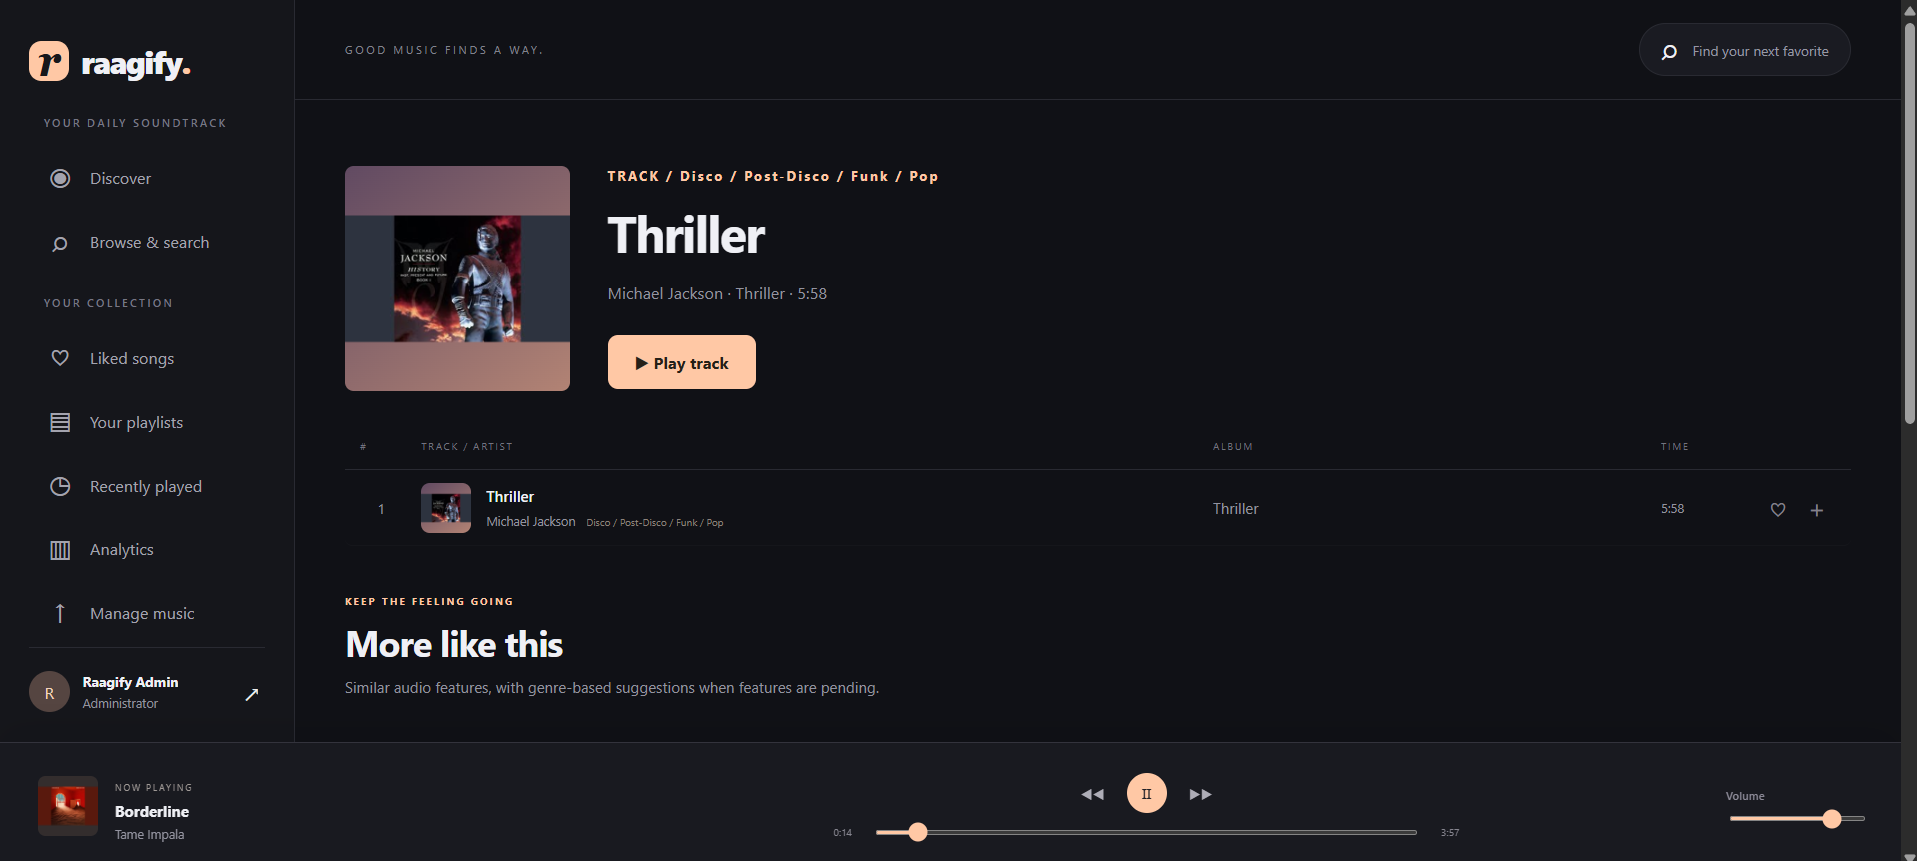 r raagify.
YOUR DAILY SOUNDTRACK
Discover
Browse & search
YOUR COLLECTION
Liked songs
Your playlists
Recently played
Analytics
Manage music
R
Raagify Admin
Administrator
GOOD MUSIC FINDS A WAY.
Find your next favorite
MICHAEL
JACKSON
HISTORY
TRACK / Disco / Post-Disco / Funk / Pop
Thriller
Michael Jackson · Thriller · 5:58
▶ Play track
# TRACK / ARTIST ALBUM TIME
1 Thriller Thriller 5:58
Michael Jackson Disco / Post-Disco / Funk / Pop
KEEP THE FEELING GOING
More like this
Similar audio features, with genre-based suggestions when features are pending.
NOW PLAYING
Borderline
Tame Impala
0:14 3:57
Volume